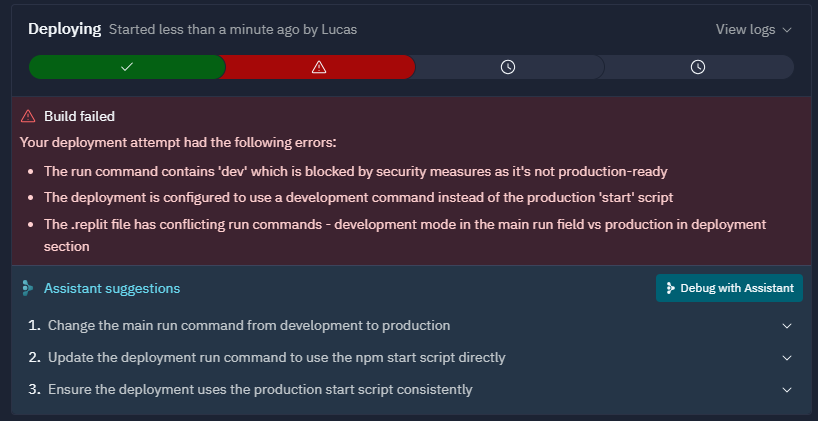 Deploying Started less than a minute ago by Lucas View logs
Build failed
Your deployment attempt had the following errors:
• The run command contains 'dev' which is blocked by security measures as it's not production-ready
• The deployment is configured to use a development command instead of the production 'start' script
• The .replit file has conflicting run commands - development mode in the main run field vs production in deployment
section
Assistant suggestions Debug with Assistant
1. Change the main run command from development to production
2. Update the deployment run command to use the npm start script directly
3. Ensure the deployment uses the production start script consistently